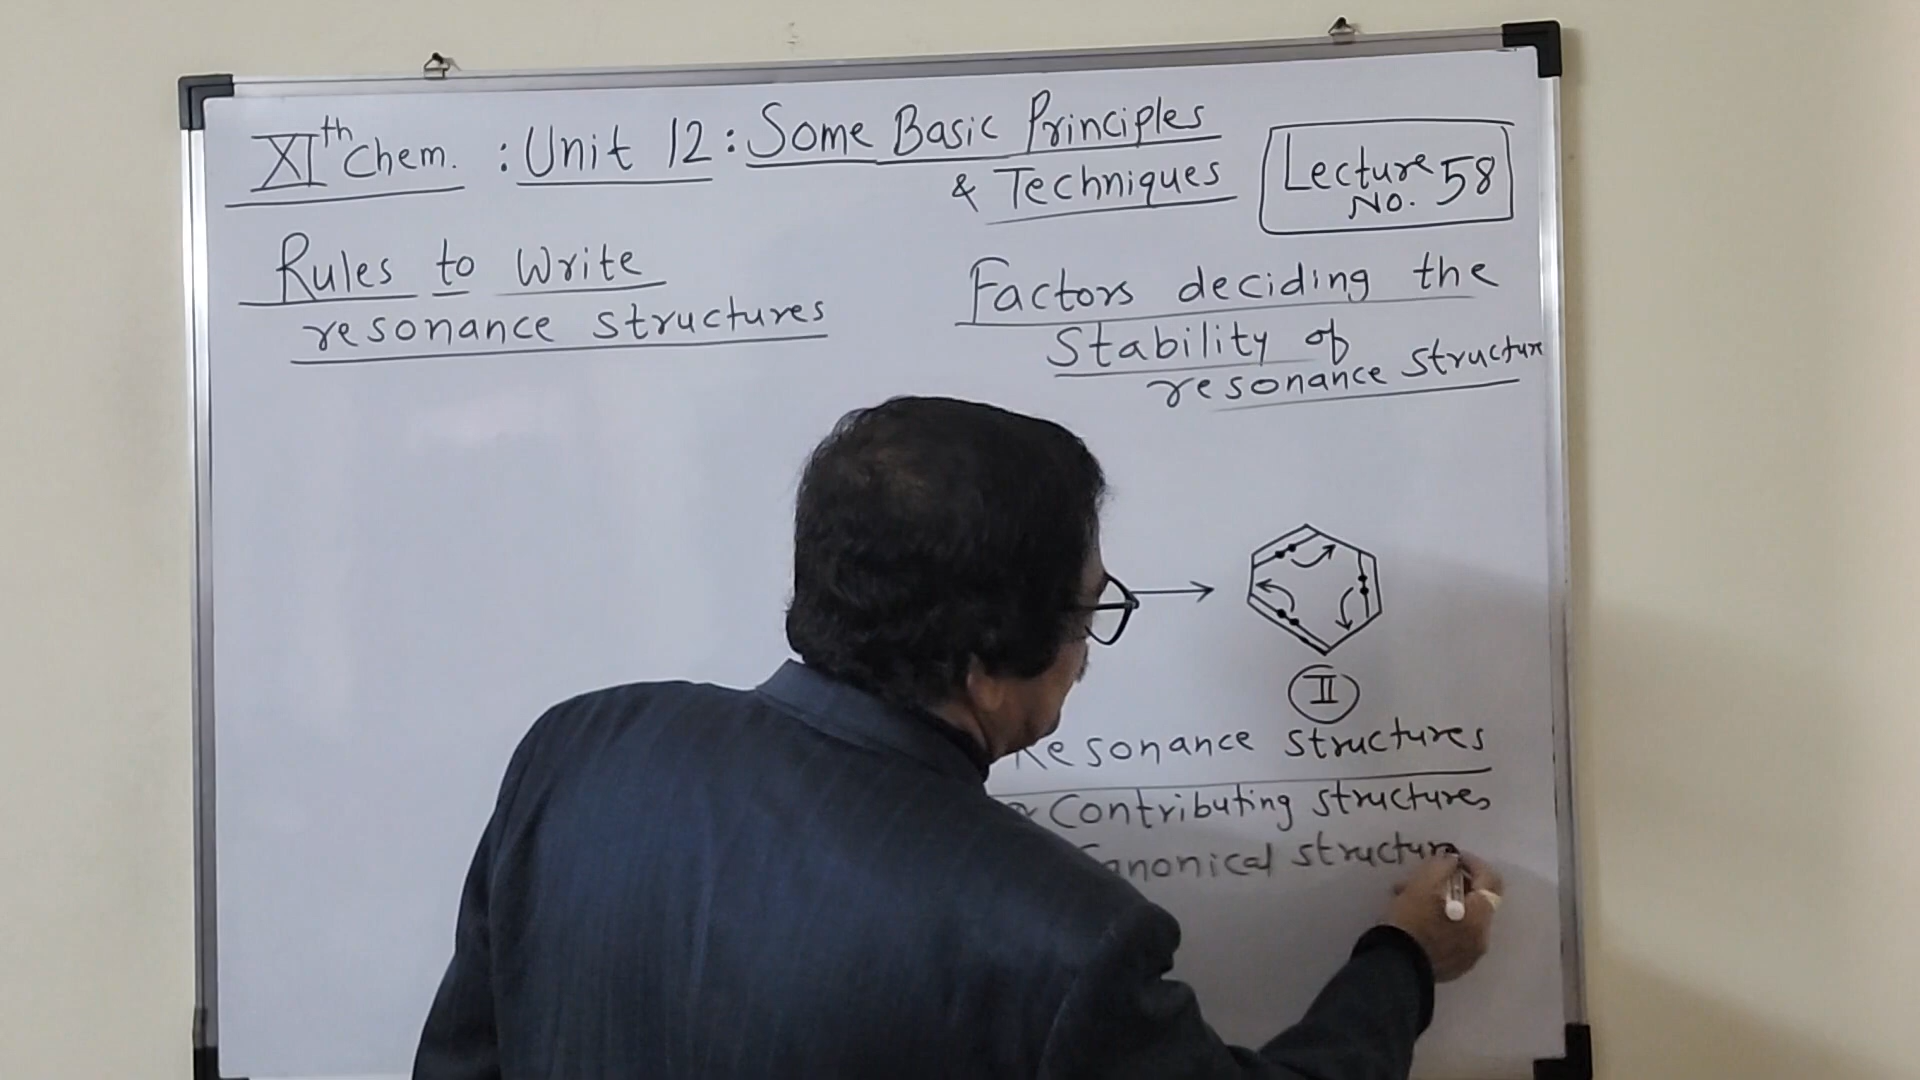 XIth Chem. : Unit 12 : Some Basic Principles
& Techniques
Lecture
No. 58
Rules to Write
resonance structures
Factors deciding the
Stability of
resonance structure
II
Resonance structures
Contributing structures
Canonical structure